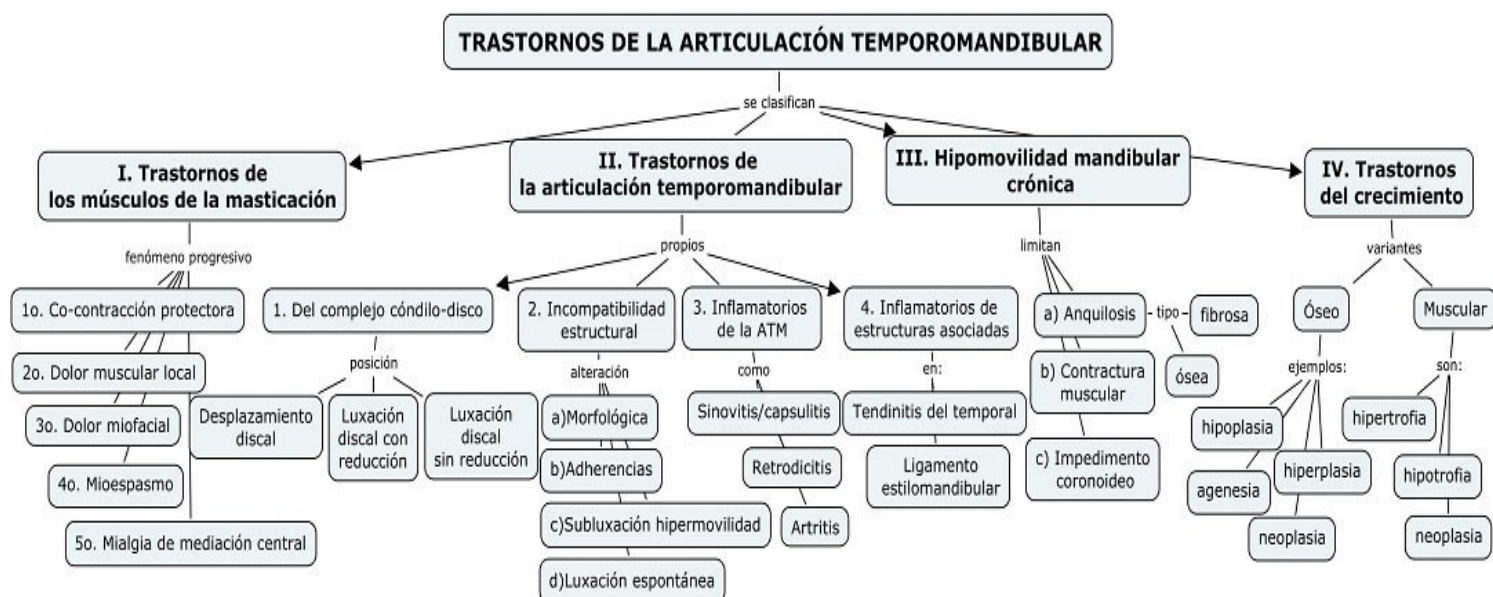 TRASTORNOS DE LA ARTICULACIÓN TEMPOROMANDIBULAR
se clasifican
I. Trastornos de
los músculos de la masticación
II. Trastornos de
la articulación temporomandibular
III. Hipomovilidad mandibular
crónica
IV. Trastornos
del crecimiento
fenómeno progresivo
1o. Co-contracción protectora
2o. Dolor muscular local
3o. Dolor miofacial
4o. Mioespasmo
5o. Mialgia de mediación central
propios
1. Del complejo cóndilo-disco
posición
Desplazamiento
discal
Luxación
discal con
reducción
Luxación
discal
sin reducción
2. Incompatibilidad
estructural
alteración
a)Morfológica
b)Adherencias
c)Subluxación hipermovilidad
d)Luxación espontánea
3. Inflamatorios
de la ATM
como
Sinovitis/capsulitis
Retrodicitis
Artritis
4. Inflamatorios de
estructuras asociadas
en:
Tendinitis del temporal
Ligamento
estilomandibular
limitan
a) Anquilosis
tipo
fibrosa
ósea
b) Contractura
muscular
c) Impedimento
coronoideo
variantes
Óseo
ejemplos:
hipoplasia
agenesia
hiperplasia
neoplasia
Muscular
son:
hipertrofia
hipotrofia
neoplasia